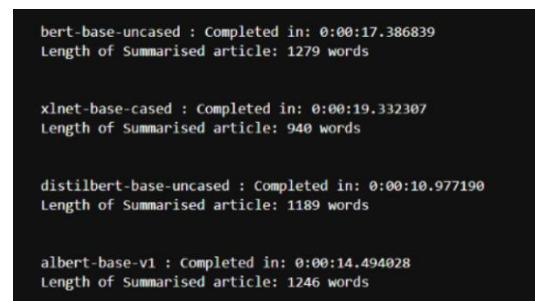 bert-base-uncased : Completed in: 0:00:17.386839
Length of Summarised article: 1279 words
xlnet-base-cased : Completed in: 0:00:19.332307
Length of Summarised article: 940 words
distilbert-base-uncased : Completed in: 0:00:10.977190
Length of Summarised article: 1189 words
albert-base-v1 : Completed in: 0:00:14.494028
Length of Summarised article: 1246 words